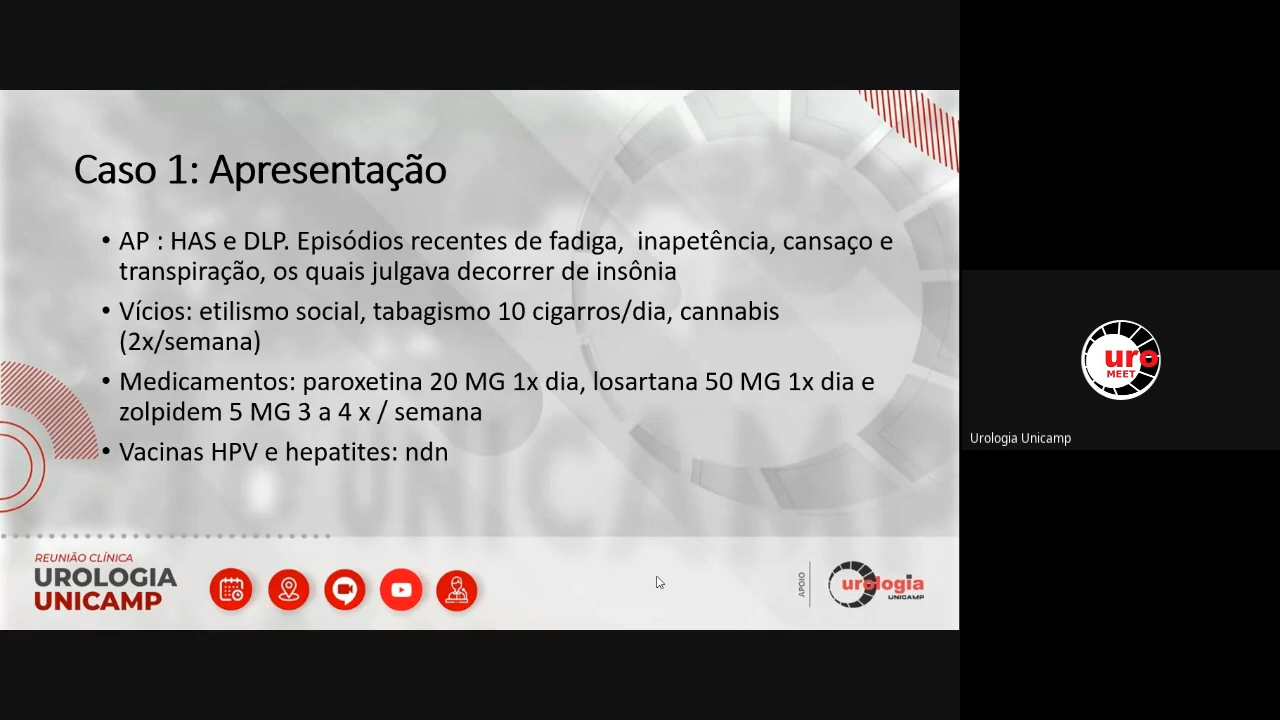 Caso 1: Apresentação
• AP : HAS e DLP. Episódios recentes de fadiga,  inapetência, cansaço e
transpiração, os quais julgava decorrer de insônia
• Vícios: etilismo social, tabagismo 10 cigarros/dia, cannabis
(2x/semana)
• Medicamentos: paroxetina 20 MG 1x dia, losartana 50 MG 1x dia e
zolpidem 5 MG 3 a 4 x / semana
• Vacinas HPV e hepatites: ndn
REUNIÃO CLÍNICA
UROLOGIA
UNICAMP
APOIO
urologia
UNICAMP
uro
MEET
Urologia Unicamp